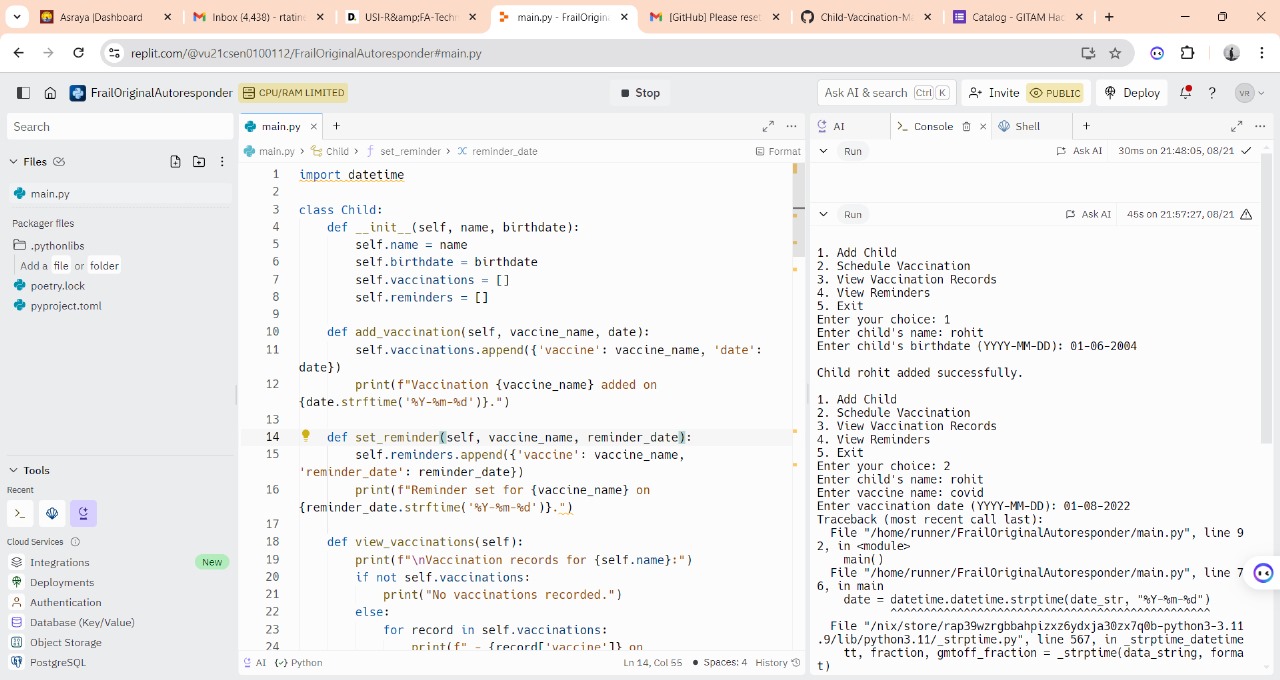 Asraya |Dashboard
Inbox (4,684) - rtatin
USI-R&amp;FA-Techn
main.py - FrailOrigina
[GitHub] Please reset
Child-Vaccination-Ma
Catalog - GITAM Hac
replit.com/@vu21csen0100112/FrailOriginalAutoresponder#main.py
FrailOriginalAutoresponder
CPU/RAM LIMITED
Stop
Ask AI & search Ctrl K
Invite
PUBLIC
Deploy
VR
Search
main.py
AI
Console
Shell
Files
main.py > Child > set_reminder > reminder_date
Format
Run
Ask AI
30ms on 21:48:05, 08/21
main.py
Packager files
.pythonlibs
Add a file or folder
poetry.lock
pyproject.toml
Tools
Recent
Cloud Services
Integrations
New
Deployments
Authentication
Database (Key/Value)
Object Storage
PostgreSQL
1 import datetime
2
3 class Child:
4 def __init__(self, name, birthdate):
5 self.name = name
6 self.birthdate = birthdate
7 self.vaccinations = []
8 self.reminders = []
9
10 def add_vaccination(self, vaccine_name, date):
11 self.vaccinations.append({'vaccine': vaccine_name, 'date':
date})
12 print(f"Vaccination {vaccine_name} added on
{date.strftime('%Y-%m-%d')}.")
13
14 def set_reminder(self, vaccine_name, reminder_date):
15 self.reminders.append({'vaccine': vaccine_name,
'reminder_date': reminder_date})
16 print(f"Reminder set for {vaccine_name} on
{reminder_date.strftime('%Y-%m-%d')}.")
17
18 def view_vaccinations(self):
19 print(f"\nVaccination records for {self.name}:")
20 if not self.vaccinations:
21 print("No vaccinations recorded.")
22 else:
23 for record in self.vaccinations:
24 print(f" - {record['vaccine']} on
AI
Python
Ln 14, Col 55
Spaces: 4
History
Run
Ask AI
45s on 21:57:27, 08/21
1. Add Child
2. Schedule Vaccination
3. View Vaccination Records
4. View Reminders
5. Exit
Enter your choice: 1
Enter child's name: rohit
Enter child's birthdate (YYYY-MM-DD): 01-06-2004
Child rohit added successfully.
1. Add Child
2. Schedule Vaccination
3. View Vaccination Records
4. View Reminders
5. Exit
Enter your choice: 2
Enter child's name: rohit
Enter vaccine name: covid
Enter vaccination date (YYYY-MM-DD): 01-08-2022
Traceback (most recent call last):
File "/home/runner/FrailOriginalAutoresponder/main.py", line 9
2, in <module>
main()
File "/home/runner/FrailOriginalAutoresponder/main.py", line 7
6, in main
date = datetime.datetime.strptime(date_str, "%Y-%m-%d")
^^^^^^^^^^^^^^^^^^^^^^^^^^^^^^^^^^^^^^^^^^^^^^^^
File "/nix/store/rap39wzrgbbahpizxz6ydxja30zx7q0b-python3-3.11
.9/lib/python3.11/_strptime.py", line 567, in _strptime_datetime
tt, fraction, gmtoff_fraction = _strptime(data_string, forma
t)